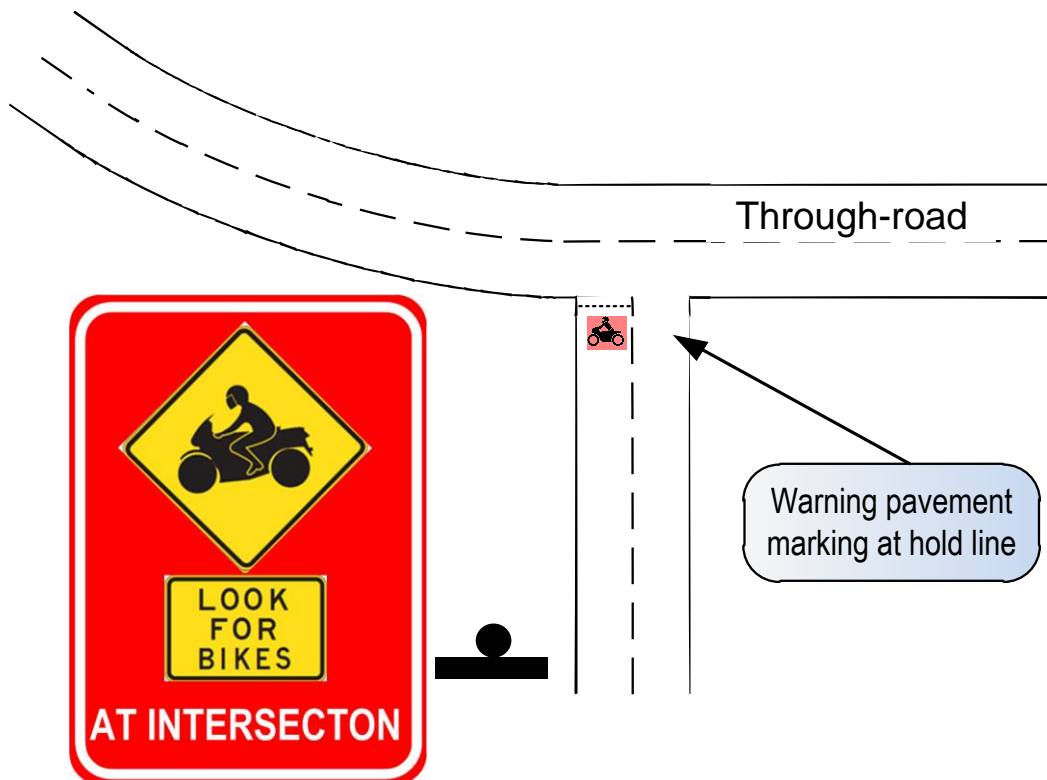 Through-road
Warning pavement
marking at hold line
LOOK
FOR
BIKES
AT INTERSECTON